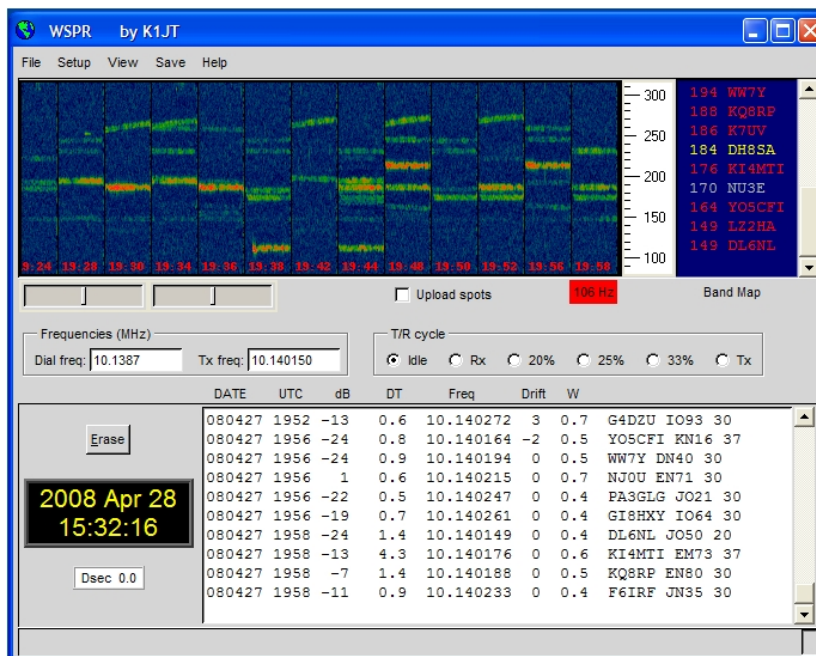 WSPR by K1JT
File Setup View Save Help
300
250
200
150
100
194 WW7Y
188 KQ8RP
186 K7UV
184 DH8SA
176 KI4MTI
170 NU3E
164 YO5CFI
149 LZ2HA
149 DL6NL
9:24 19:28 19:30 19:34 19:36 19:38 19:42 19:44 19:48 19:50 19:52 19:56 19:58
Upload spots 106 Hz Band Map
Frequencies (MHz)
Dial freq: 10.1387 Tx freq: 10.140150
T/R cycle
Idle Rx 20% 25% 33% Tx
DATE UTC dB DT Freq Drift W
080427 1952 -13 0.6 10.140272 3 0.7 G4DZU IO93 30
080427 1956 -24 0.8 10.140164 -2 0.5 YO5CFI KN16 37
080427 1956 -24 0.9 10.140194 0 0.5 WW7Y DN40 30
080427 1956 1 0.6 10.140215 0 0.7 NJ0U EN71 30
080427 1956 -22 0.5 10.140247 0 0.4 PA3GLG JO21 30
080427 1956 -19 0.7 10.140261 0 0.4 GI8HXY IO64 30
080427 1958 -24 1.4 10.140149 0 0.4 DL6NL JO50 20
080427 1958 -13 4.3 10.140176 0 0.6 KI4MTI EM73 37
080427 1958 -7 1.4 10.140188 0 0.5 KQ8RP EN80 30
080427 1958 -11 0.9 10.140233 0 0.4 F6IRF JN35 30
Erase
2008 Apr 28
15:32:16
Dsec 0.0